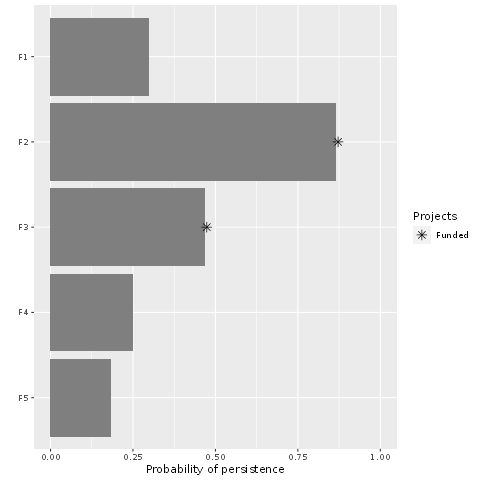 F1
F2
F3
F4
F5
0.00 0.25 0.50 0.75 1.00
Probability of persistence
Projects
Funded